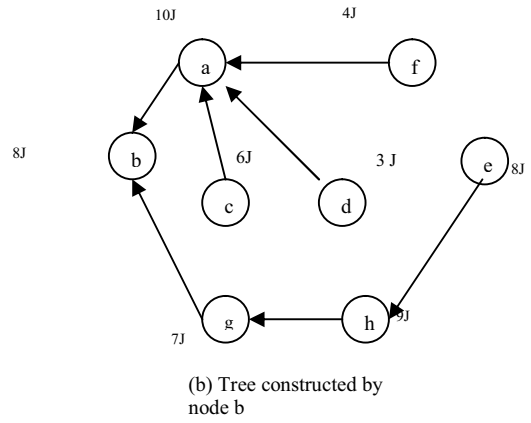 10J
4J
a
f
8J
b
6J
3 J
e
8J
c
d
g
h
9J
7J
(b) Tree constructed by
node b